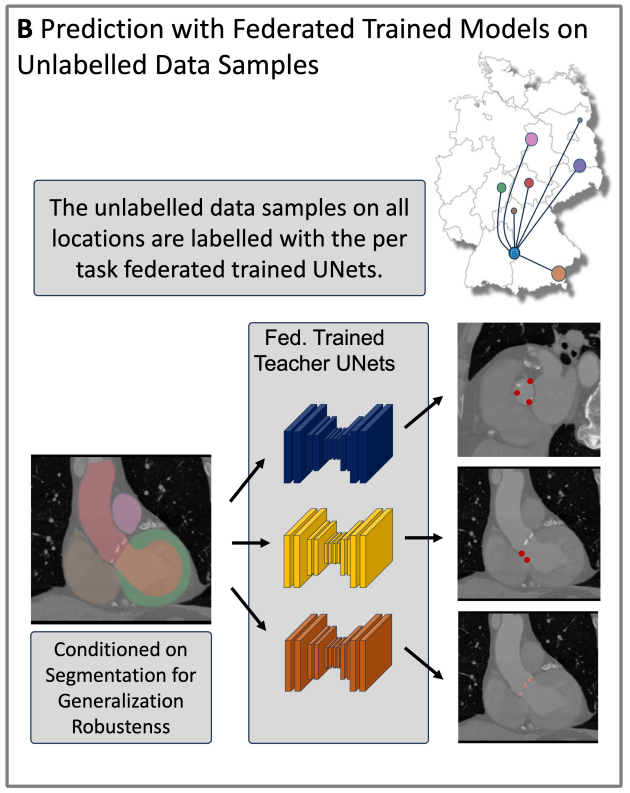 B Prediction with Federated Trained Models on
Unlabelled Data Samples
The unlabelled data samples on all
locations are labelled with the per
task federated trained UNets.
Fed. Trained
Teacher UNets
Conditioned on
Segmentation for
Generalization
Robustenss